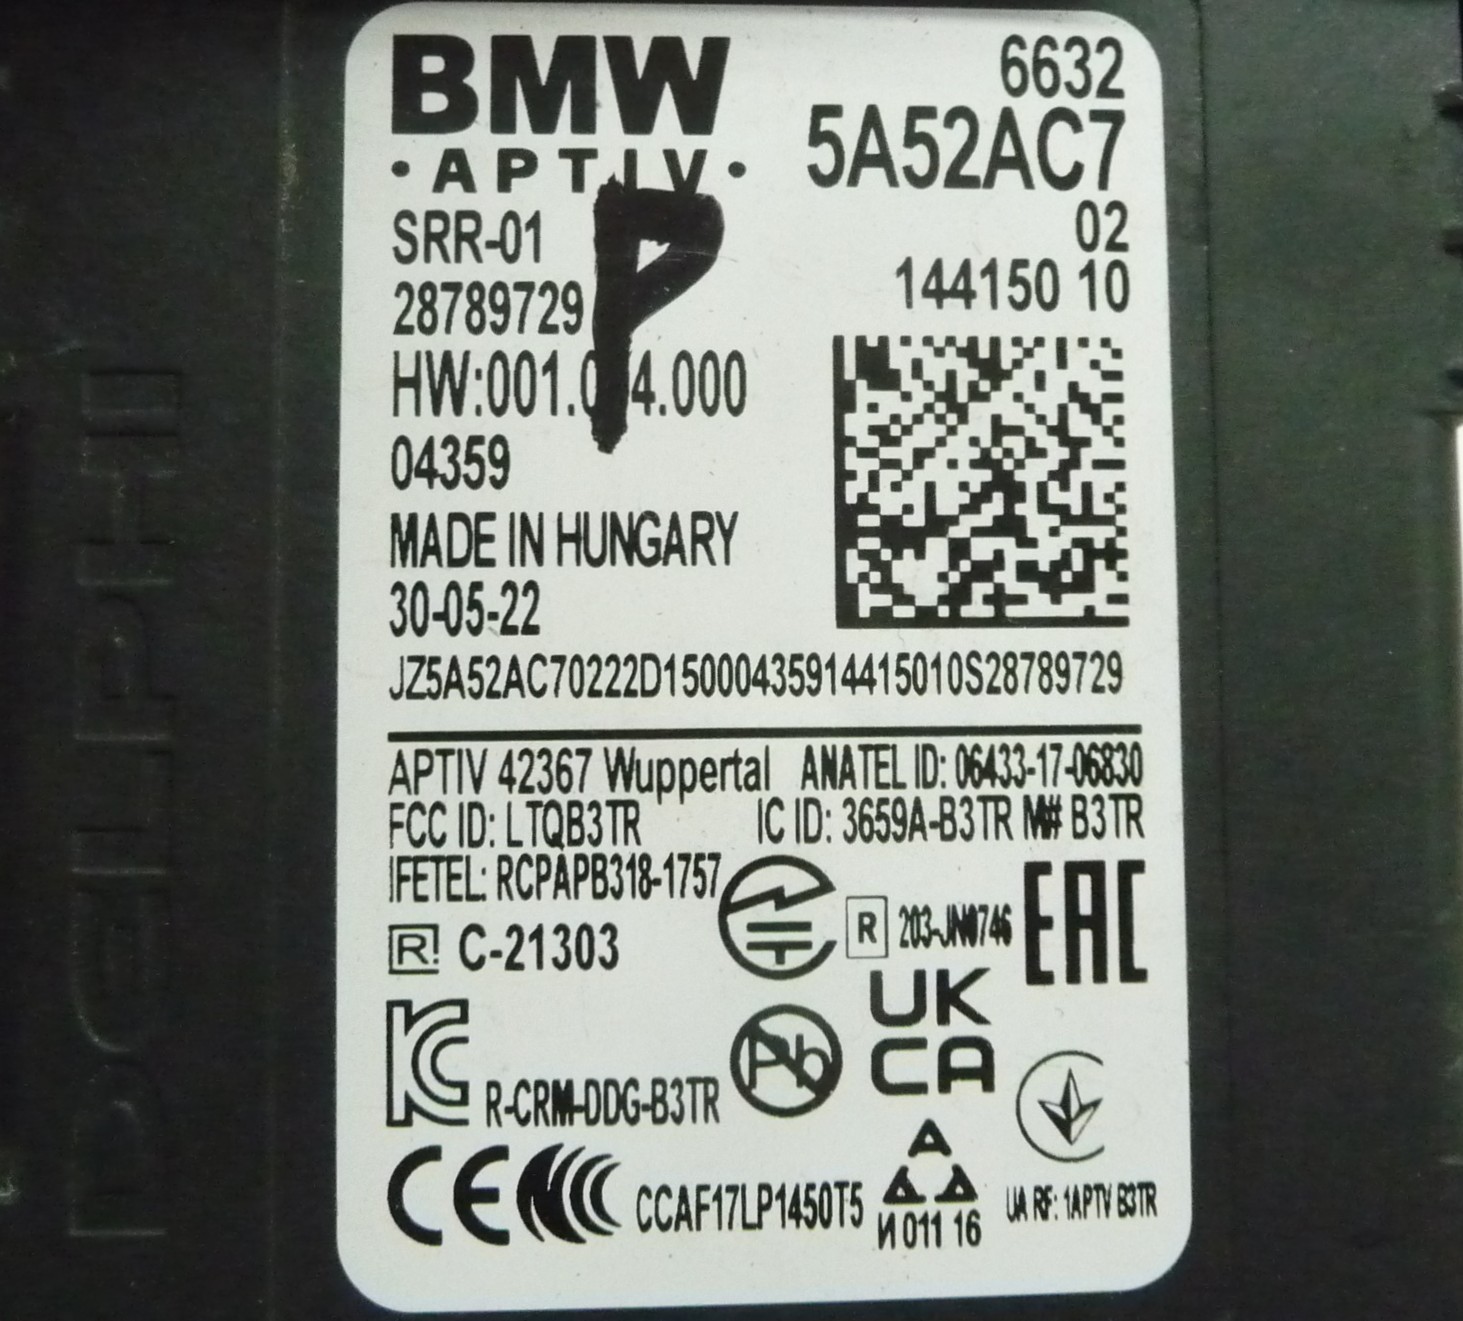 BMW
· APTIV ·
6632
5A52AC7
02
144150 10
P
SRR-01
28789729
HW:001.0 4.000
04359
MADE IN HUNGARY
30-05-22
JZ5A52AC70222D15000435914415010S28789729
APTIV 42367 Wuppertal ANATEL ID: 06433-17-06830
FCC ID: LTQB3TR IC ID: 3659A-B3TR M# B3TR
IFETEL: RCPAPB318-1757
R 203-JN0746
EAC
R! C-21303
UK
CA
KC R-CRM-DDG-B3TR
Pb
CE CCC CCAF17LP1450T5
И 011 16
UA RF: 1APTV B3TR
DELPHI